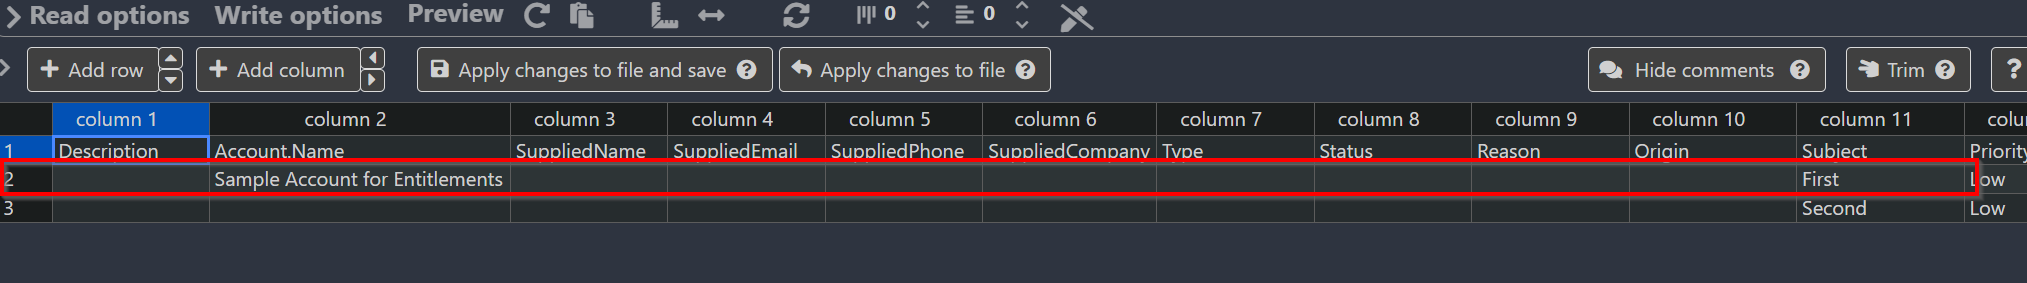 Read options Write options Preview 0 0
Add row Add column Apply changes to file and save ? Apply changes to file ? Hide comments ? Trim ? ?
column 1 column 2 column 3 column 4 column 5 column 6 column 7 column 8 column 9 column 10 column 11 colu
1 Description Account.Name SuppliedName SuppliedEmail SuppliedPhone SuppliedCompany Type Status Reason Origin Subject Priority
2 Sample Account for Entitlements First Low
3 Second Low